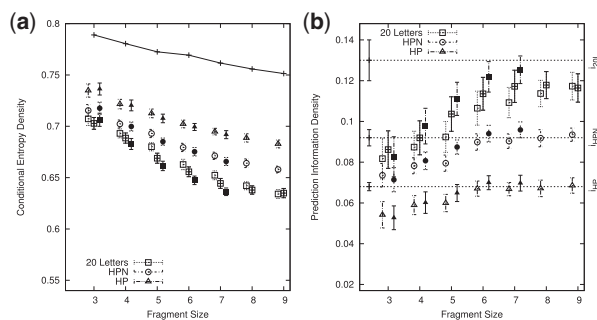 (a)
(b)
0.8
0.75
0.7
0.65
0.6
0.55
Conditional Entropy Density
20 Letters
HPN
HP
3 4 5 6 7 8 9
Fragment Size
0.14
0.12
0.1
0.08
0.06
0.04
0.02
Prediction Information Density
20 Letters
HPN
HP
3 4 5 6 7 8 9
Fragment Size